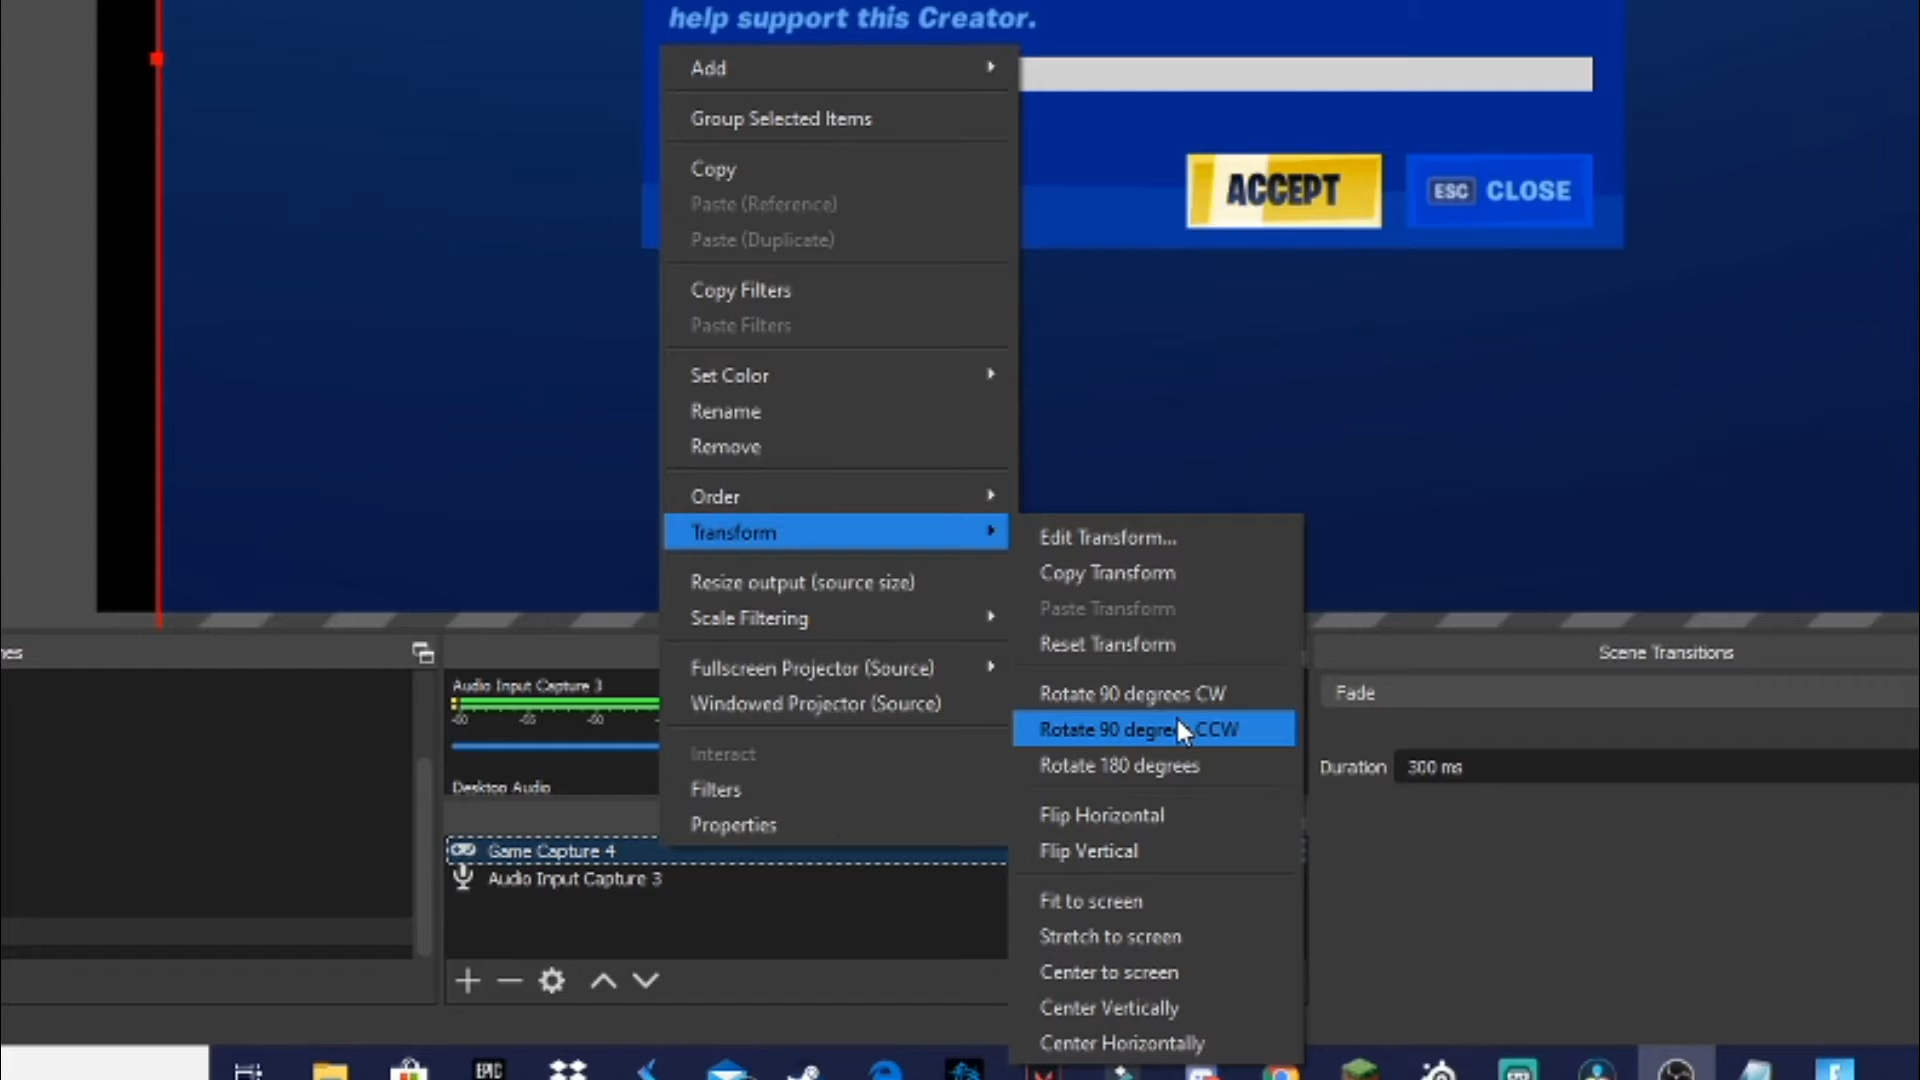 help support this Creator.
ACCEPT
ESC CLOSE
Add
Group Selected Items
Copy
Paste (Reference)
Paste (Duplicate)
Copy Filters
Paste Filters
Set Color
Rename
Remove
Order
Transform
Resize output (source size)
Scale Filtering
Fullscreen Projector (Source)
Windowed Projector (Source)
Interact
Filters
Properties
Edit Transform...
Copy Transform
Paste Transform
Reset Transform
Rotate 90 degrees CW
Rotate 90 degrees CCW
Rotate 180 degrees
Flip Horizontal
Flip Vertical
Fit to screen
Stretch to screen
Center to screen
Center Vertically
Center Horizontally
Audio Input Capture 3
Desktop Audio
Game Capture 4
Audio Input Capture 3
Scene Transitions
Fade
Duration 300 ms
EPIC